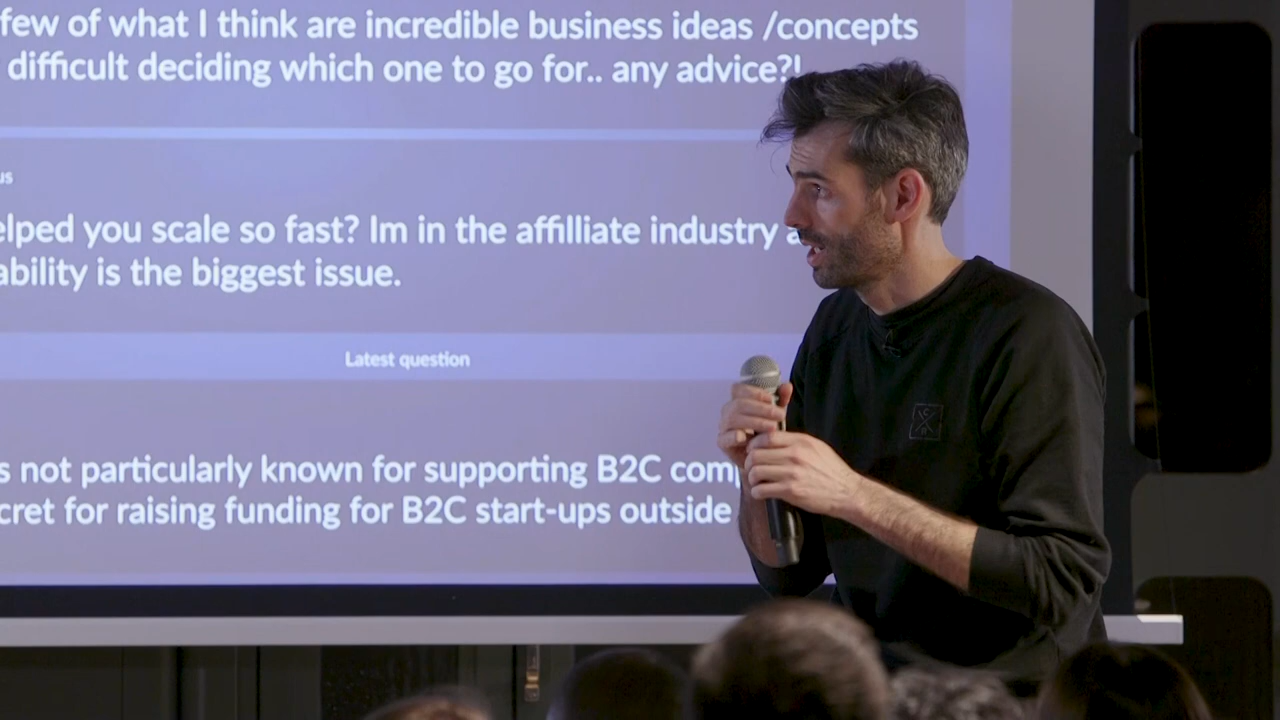 few of what I think are incredible business ideas /concepts
difficult deciding which one to go for.. any advice?!
us
elped you scale so fast? Im in the affilliate industry a
ability is the biggest issue.
Latest question
s not particularly known for supporting B2C comp
cret for raising funding for B2C start-ups outside